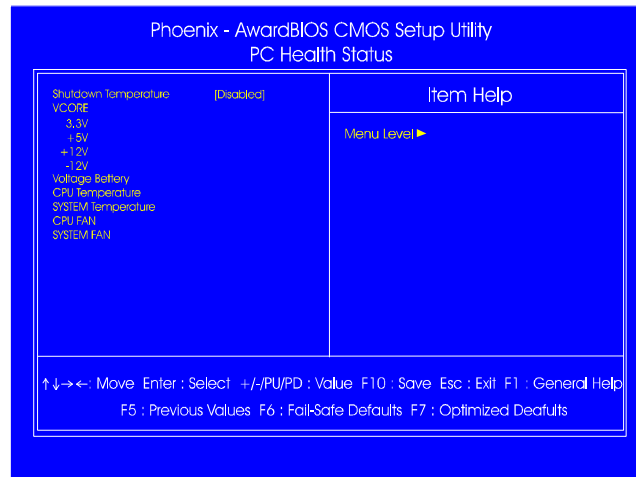 Phoenix - AwardBIOS CMOS Setup Utility
PC Health Status
Shutdown Temperature [Disabled]
VCORE
3.3V
+5V
+12V
-12V
Voltage Bettery
CPU Temperature
SYSTEM Temperature
CPU FAN
SYSTEM FAN
Item Help
Menu Level ►
↑↓→←: Move Enter : Select +/-/PU/PD : Value F10 : Save Esc : Exit F1 : General Help
F5 : Previous Values F6 : Fail-Safe Defaults F7 : Optimized Deafults